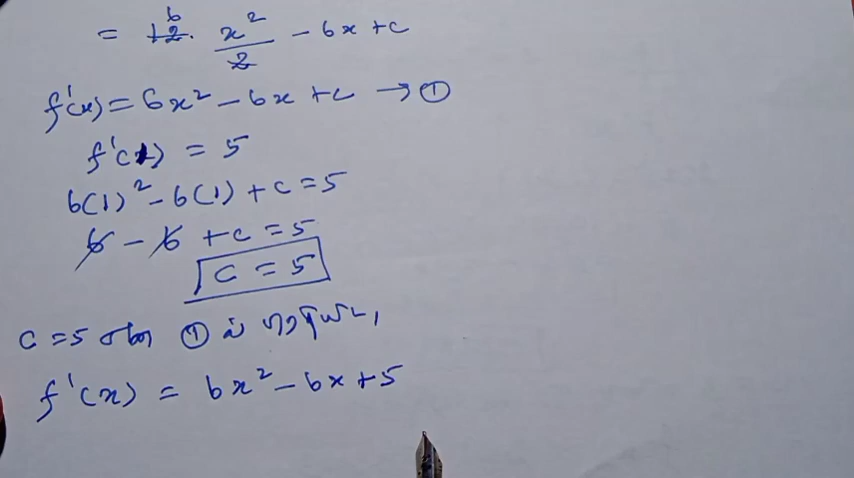 = 12 6 . x²/2 - 6x + c
f'(x) = 6x² - 6x + c → ①
f'(1) = 5
6(1)² - 6(1) + c = 5
6 - 6 + c = 5
c = 5
c = 5 ① ல்
f'(x) = 6x² - 6x + 5